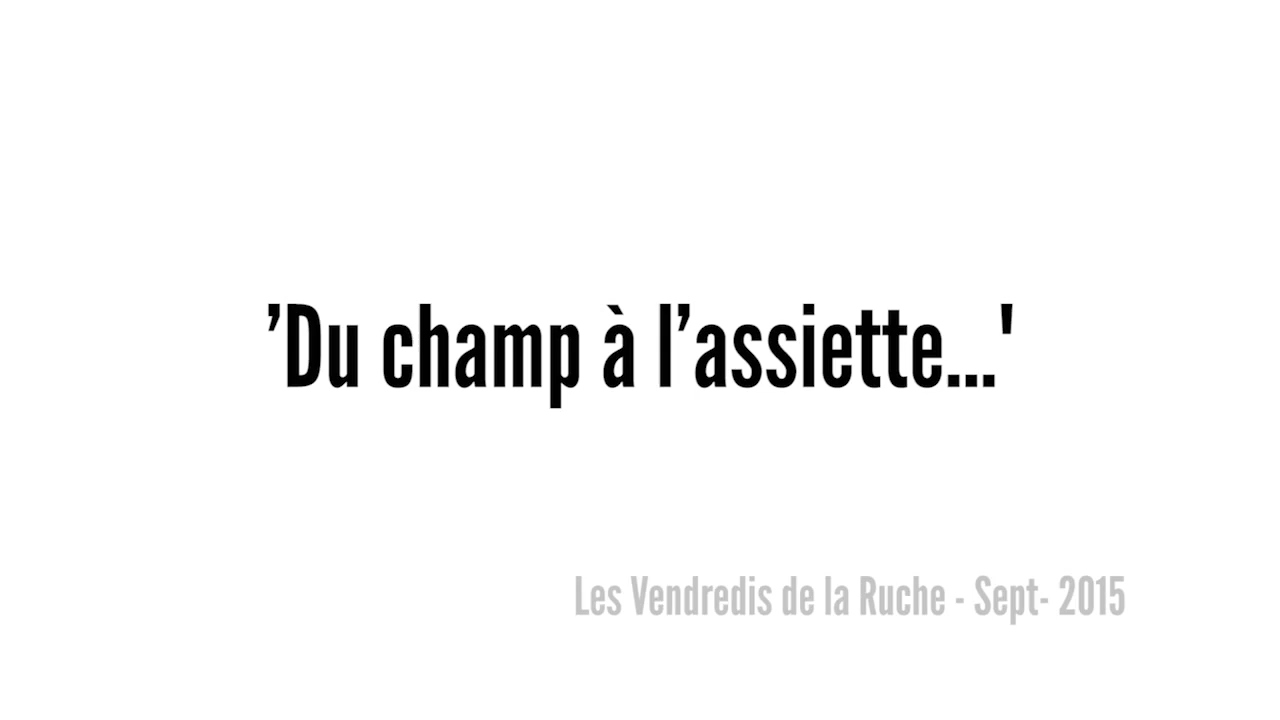 ’Du champ à l’assiette...'
Les Vendredis de la Ruche - Sept- 2015